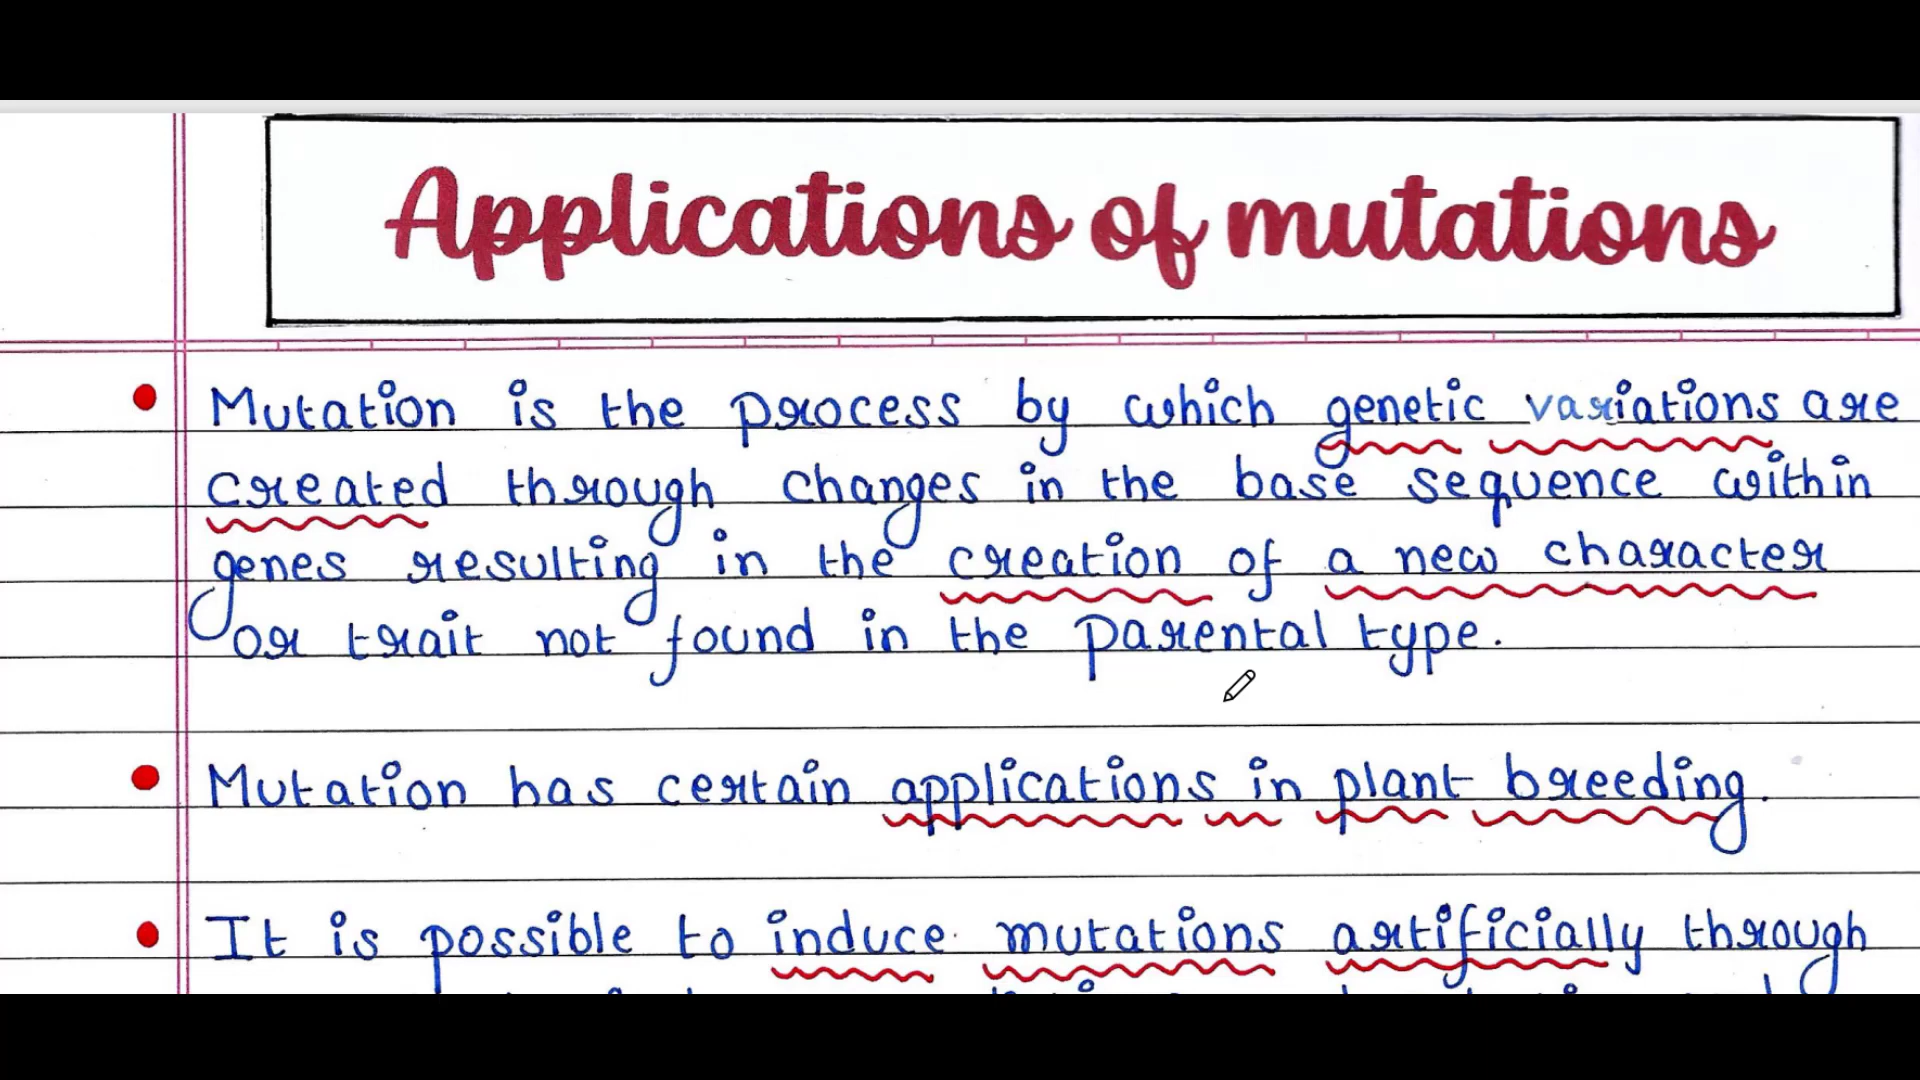 Applications of mutations
Mutation is the process by which genetic variations are
created through changes in the base sequence within
genes resulting in the creation of a new character
or trait not found in the parental type.
Mutation has certain applications in plant breeding.
It is possible to induce mutations artificially through